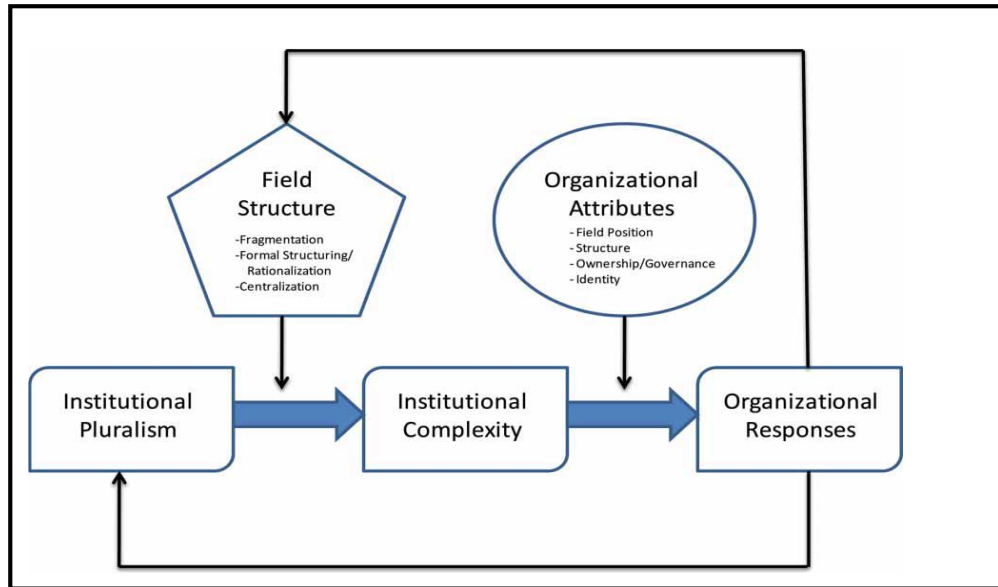 Field
Structure
-Fragmentation
-Formal Structuring/
Rationalization
-Centralization
Organizational
Attributes
- Field Position
- Structure
- Ownership/Governance
- Identity
Institutional
Pluralism
Institutional
Complexity
Organizational
Responses